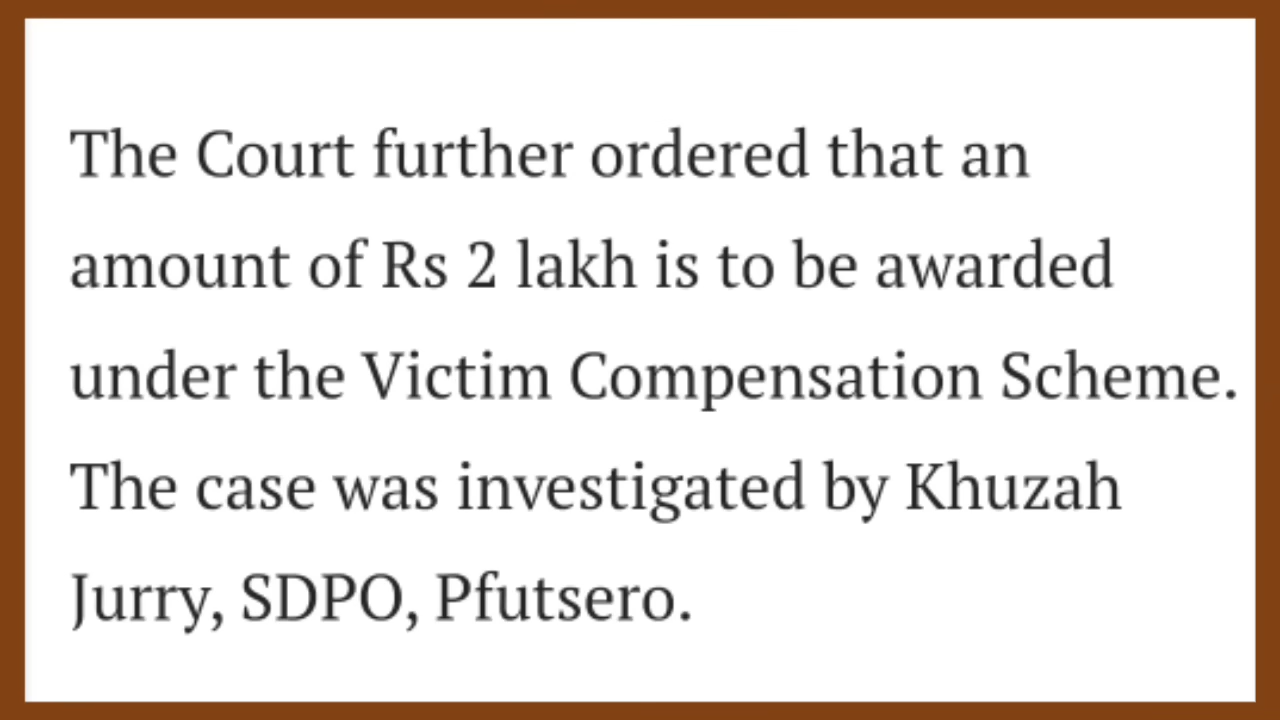 The Court further ordered that an
amount of Rs 2 lakh is to be awarded
under the Victim Compensation Scheme.
The case was investigated by Khuzah
Jurry, SDPO, Pfutsero.